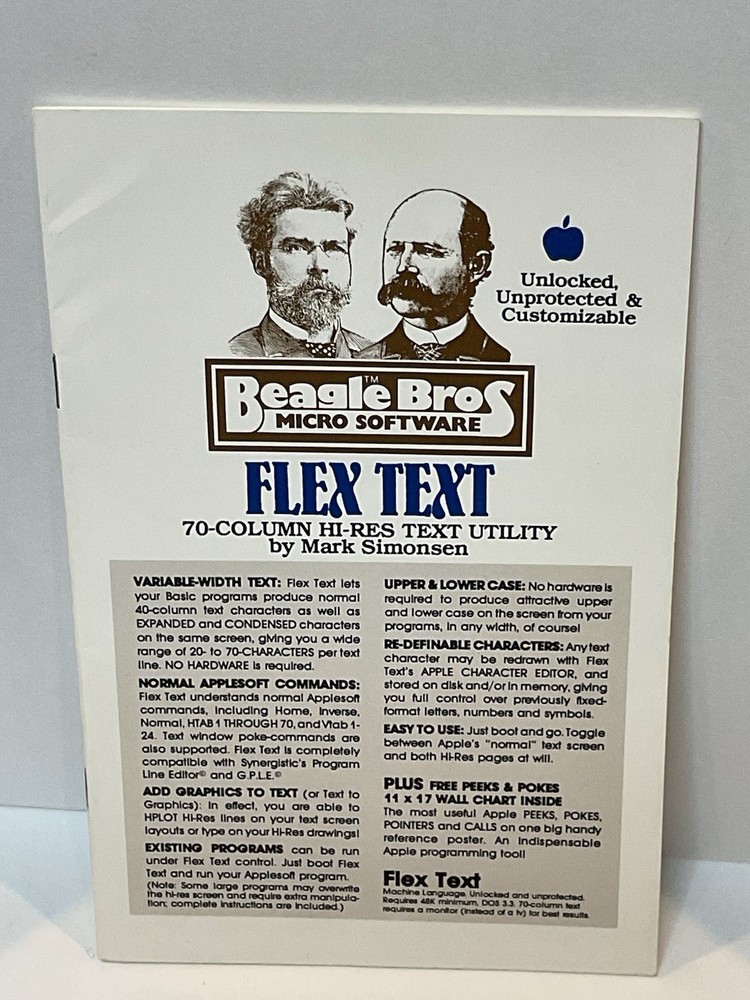 Unlocked,
Unprotected &
Customizable
Beagle Bros
TM
MICRO SOFTWARE
FLEX TEXT
70-COLUMN HI-RES TEXT UTILITY
by Mark Simonsen
VARIABLE-WIDTH TEXT: Flex Text lets
your Basic programs produce normal
40-column text characters as well as
EXPANDED and CONDENSED characters
on the same screen, giving you a wide
range of 20- to 70-CHARACTERS per text
line. NO HARDWARE is required.
NORMAL APPLESOFT COMMANDS:
Flex Text understands normal Applesoft
commands, including Home, Inverse,
Normal, HTAB 1 THROUGH 70, and Vtab 1-
24. Text window poke-commands are
also supported. Flex Text is completely
compatible with Synergistic's Program
Line Editor© and G.P.L.E.©
ADD GRAPHICS TO TEXT (or Text to
Graphics): In effect, you are able to
HPLOT Hi-Res lines on your text screen
layouts or type on your Hi-Res drawings!
EXISTING PROGRAMS can be run
under Flex Text control. Just boot Flex
Text and run your Applesoft program.
(Note: Some large programs may overwrite
the hi-res screen and require extra manipula-
tion; complete instructions are included.)
UPPER & LOWER CASE: No hardware is
required to produce attractive upper
and lower case on the screen from your
programs, in any width, of course!
RE-DEFINABLE CHARACTERS: Any text
character may be redrawn with Flex
Text's APPLE CHARACTER EDITOR, and
stored on disk and/or in memory, giving
you full control over previously fixed-
format letters, numbers and symbols.
EASY TO USE: Just boot and go. Toggle
between Apple's "normal" text screen
and both Hi-Res pages at will.
PLUS FREE PEEKS & POKES
11 x 17 WALL CHART INSIDE
The most useful Apple PEEKS, POKES,
POINTERS and CALLS on one big handy
reference poster. An indispensable
Apple programming tool!
Flex Text
Machine Language. Unlocked and unprotected.
Requires 48K minimum, DOS 3.3. 70-column text
requires a monitor (instead of a tv) for best results.